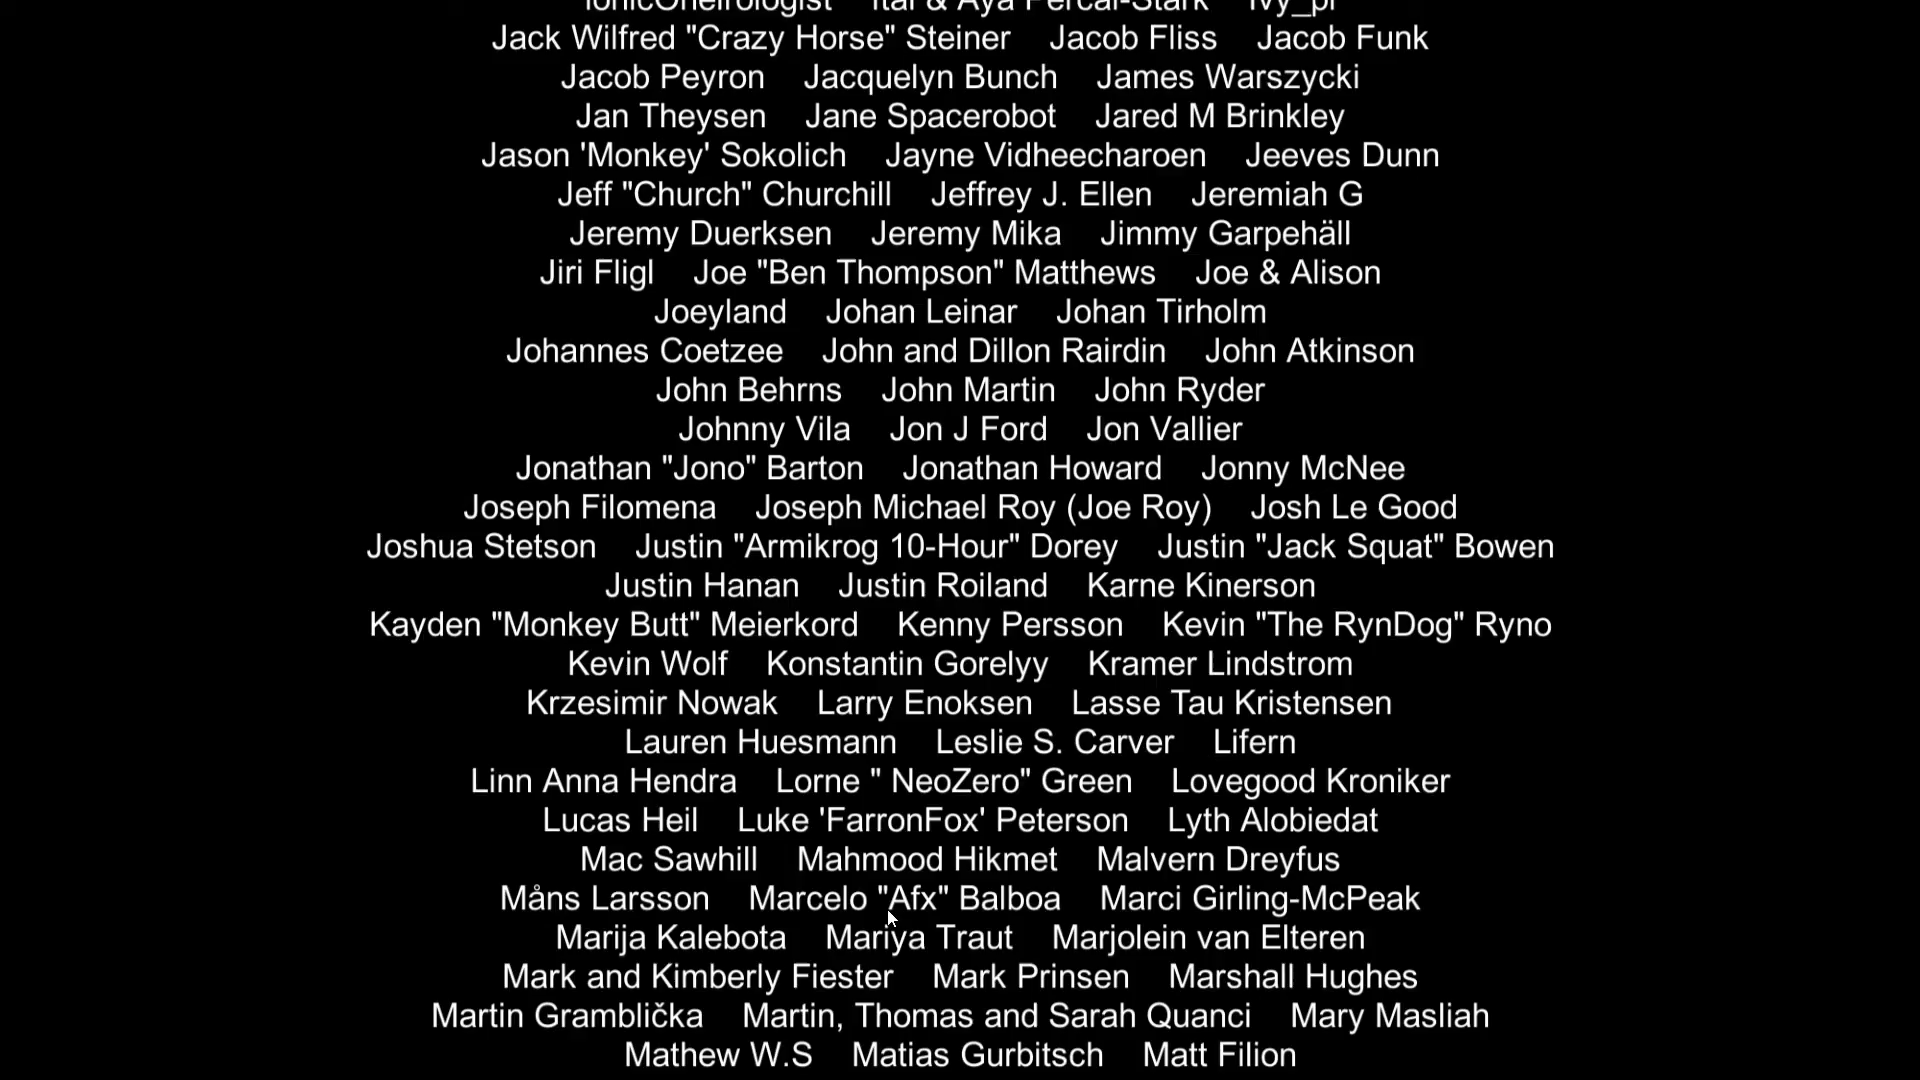 IonicOneirologist Itai & Aya Percal-Stark Ivy_pi
Jack Wilfred "Crazy Horse" Steiner Jacob Fliss Jacob Funk
Jacob Peyron Jacquelyn Bunch James Warszycki
Jan Theysen Jane Spacerobot Jared M Brinkley
Jason 'Monkey' Sokolich Jayne Vidheecharoen Jeeves Dunn
Jeff "Church" Churchill Jeffrey J. Ellen Jeremiah G
Jeremy Duerksen Jeremy Mika Jimmy Garpehäll
Jiri Fligl Joe "Ben Thompson" Matthews Joe & Alison
Joeyland Johan Leinar Johan Tirholm
Johannes Coetzee John and Dillon Rairdin John Atkinson
John Behrns John Martin John Ryder
Johnny Vila Jon J Ford Jon Vallier
Jonathan "Jono" Barton Jonathan Howard Jonny McNee
Joseph Filomena Joseph Michael Roy (Joe Roy) Josh Le Good
Joshua Stetson Justin "Armikrog 10-Hour" Dorey Justin "Jack Squat" Bowen
Justin Hanan Justin Roiland Karne Kinerson
Kayden "Monkey Butt" Meierkord Kenny Persson Kevin "The RynDog" Ryno
Kevin Wolf Konstantin Gorelyy Kramer Lindstrom
Krzesimir Nowak Larry Enoksen Lasse Tau Kristensen
Lauren Huesmann Leslie S. Carver Lifern
Linn Anna Hendra Lorne " NeoZero" Green Lovegood Kroniker
Lucas Heil Luke 'FarronFox' Peterson Lyth Alobiedat
Mac Sawhill Mahmood Hikmet Malvern Dreyfus
Måns Larsson Marcelo "Afx" Balboa Marci Girling-McPeak
Marija Kalebota Mariya Traut Marjolein van Elteren
Mark and Kimberly Fiester Mark Prinsen Marshall Hughes
Martin Gramblička Martin, Thomas and Sarah Quanci Mary Masliah
Mathew W.S Matias Gurbitsch Matt Filion